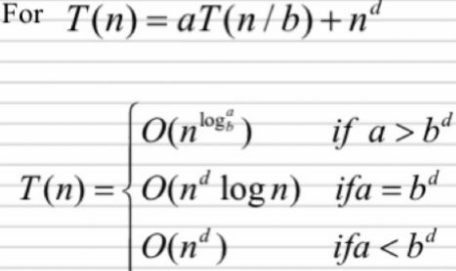 For T(n) = aT(n/b) + n^d
O(n^{log_b^a}) if a > b^d
T(n) = { O(n^d log n) ifa = b^d
O(n^d) ifa < b^d